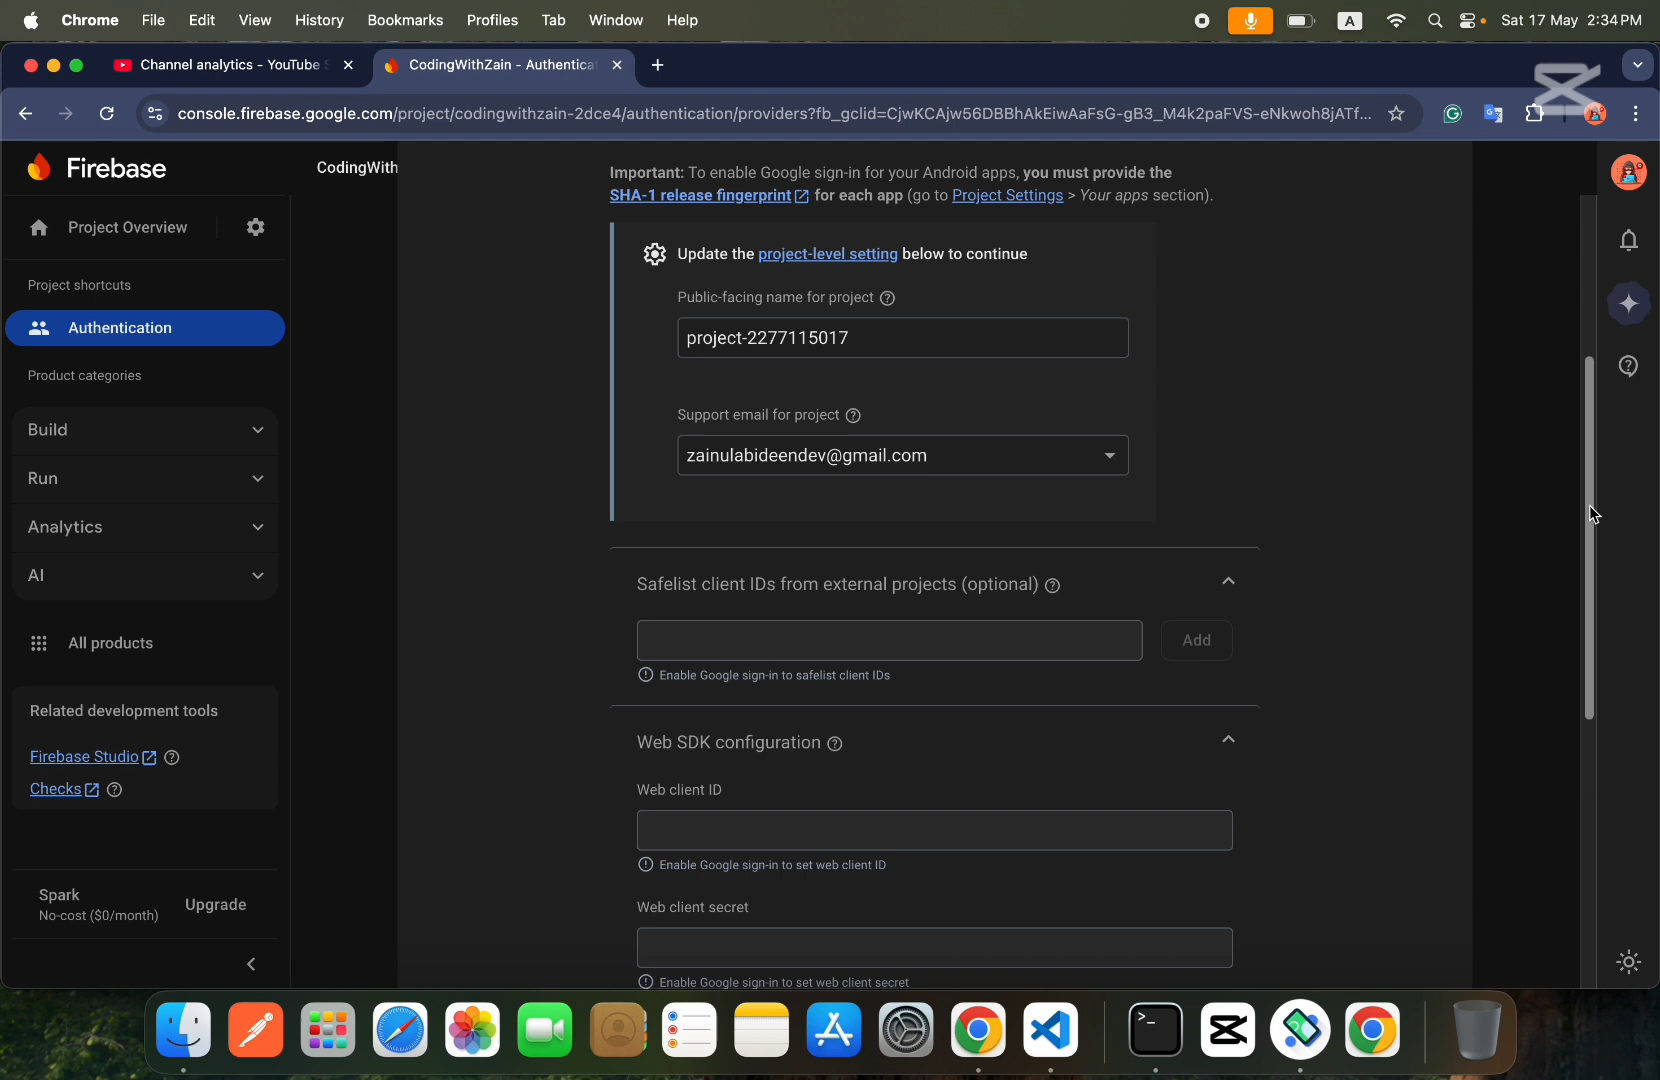 Chrome File Edit View History Bookmarks Profiles Tab Window Help
A
Sat 17 May 2:34 PM
Channel analytics - YouTube S
CodingWithZain - Authenticat
console.firebase.google.com/project/codingwithzain-2dce4/authentication/providers?fb_gclid=CjwKCAjw56DBBhAkEiwAaFsG-gB3_M4k2paFVS-eNkwoh8jATf...
Firebase
CodingWith
Project Overview
Project shortcuts
Authentication
Product categories
Build
Run
Analytics
AI
All products
Related development tools
Firebase Studio
Checks
Spark
No-cost ($0/month)
Upgrade
Important: To enable Google sign-in for your Android apps, you must provide the
SHA-1 release fingerprint for each app (go to Project Settings > Your apps section).
Update the project-level setting below to continue
Public-facing name for project
project-2277115017
Support email for project
zainulabideendev@gmail.com
Safelist client IDs from external projects (optional)
Add
Enable Google sign-in to safelist client IDs
Web SDK configuration
Web client ID
Enable Google sign-in to set web client ID
Web client secret
Enable Google sign-in to set web client secret